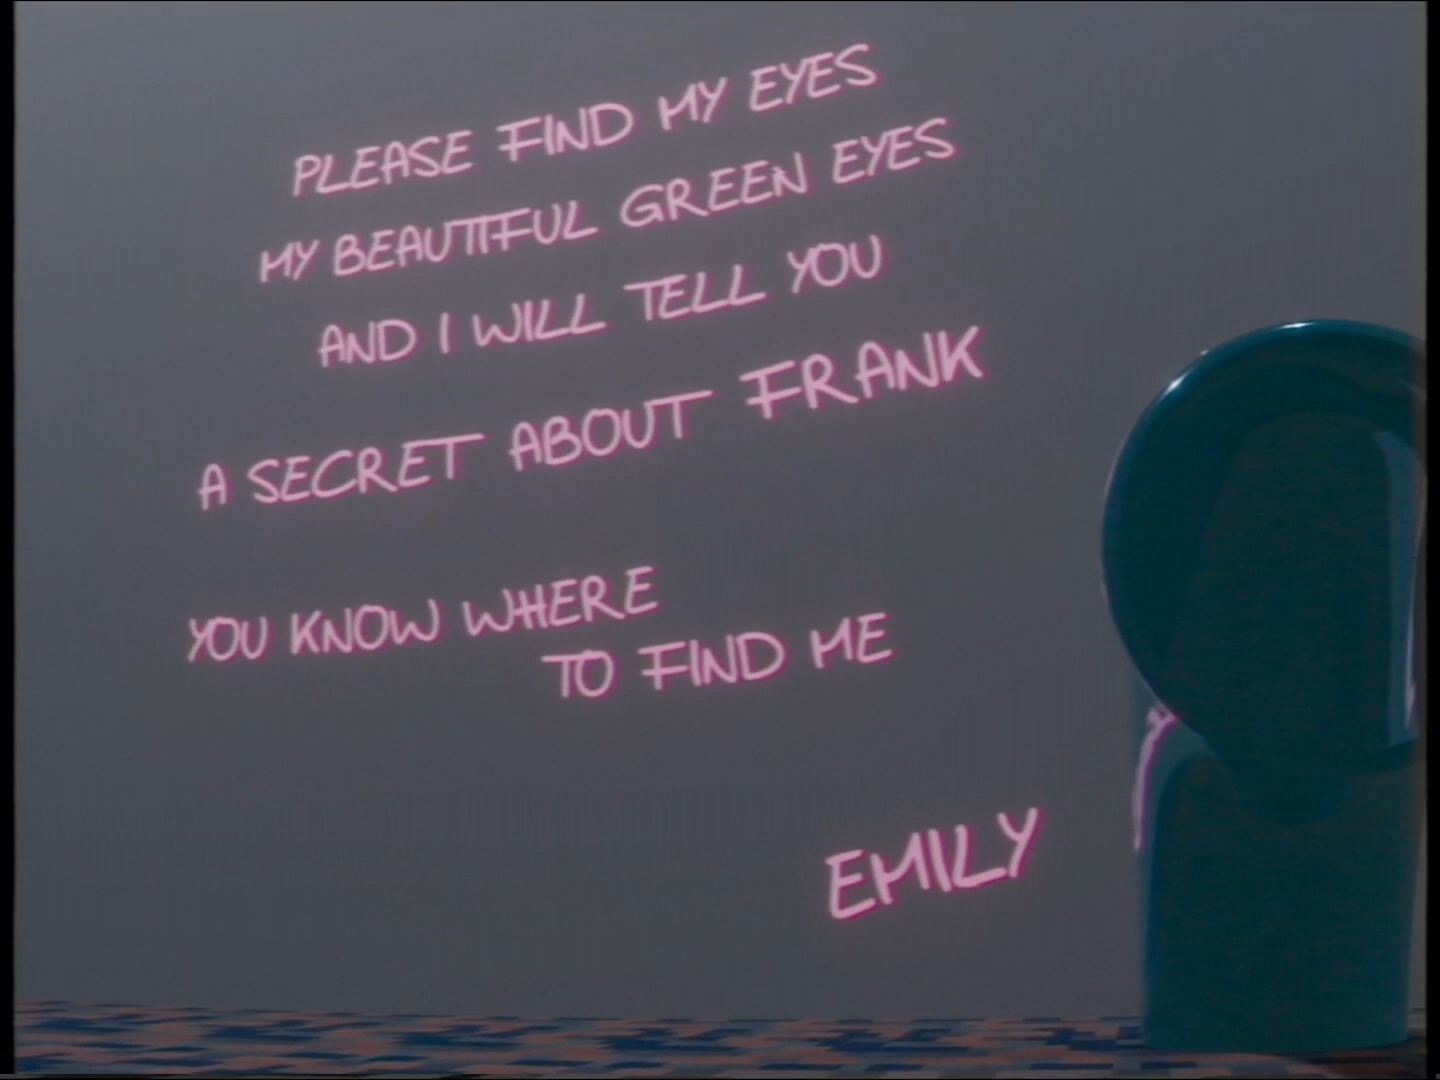 PLEASE FIND MY EYES
MY BEAUTIFUL GREEN EYES
AND I WILL TELL YOU
A SECRET ABOUT FRANK
YOU KNOW WHERE
TO FIND ME
EMILY